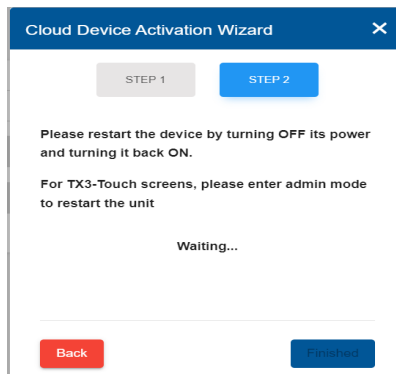 Cloud Device Activation Wizard ×
STEP 1 STEP 2
Please restart the device by turning OFF its power
and turning it back ON.
For TX3-Touch screens, please enter admin mode
to restart the unit
Waiting...
Back Finished